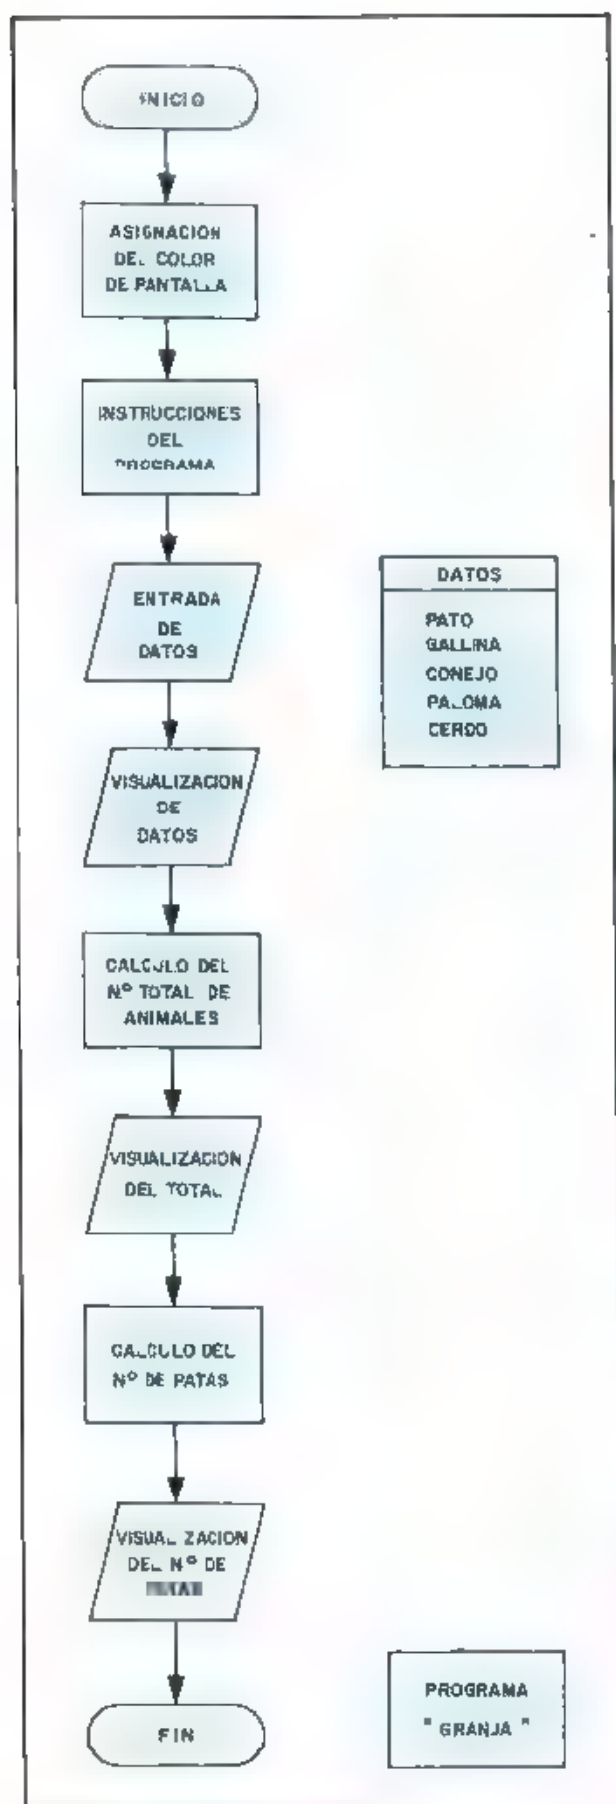 INICIO
ASIGNACION
DEL COLOR
DE PANTALLA
INSTRUCCIONES
DEL
PROGRAMA
ENTRADA
DE
DATOS
DATOS
PATO
GALLINA
CONEJO
PALOMA
CERDO
VISUALIZACION
DE
DATOS
CALCULO DEL
Nº TOTAL DE
ANIMALES
VISUALIZACION
DEL TOTAL
CALCULO DEL
Nº DE PATAS
VISUALIZACION
DEL Nº DE
FIN
PROGRAMA
" GRANJA "